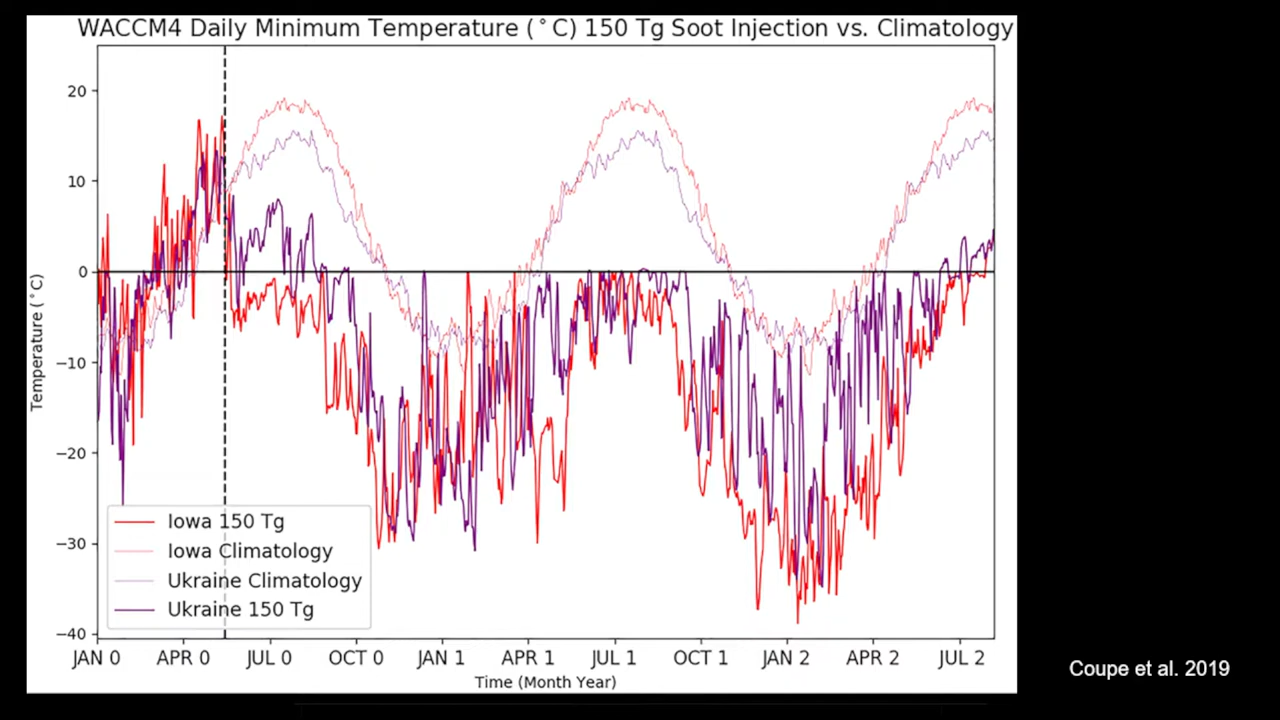 WACCM4 Daily Minimum Temperature (°C) 150 Tg Soot Injection vs. Climatology
20
10
0
−10
−20
−30
−40
Temperature (°C)
Iowa 150 Tg
Iowa Climatology
Ukraine Climatology
Ukraine 150 Tg
JAN 0 APR 0 JUL 0 OCT 0 JAN 1 APR 1 JUL 1 OCT 1 JAN 2 APR 2 JUL 2
Time (Month Year)
Coupe et al. 2019